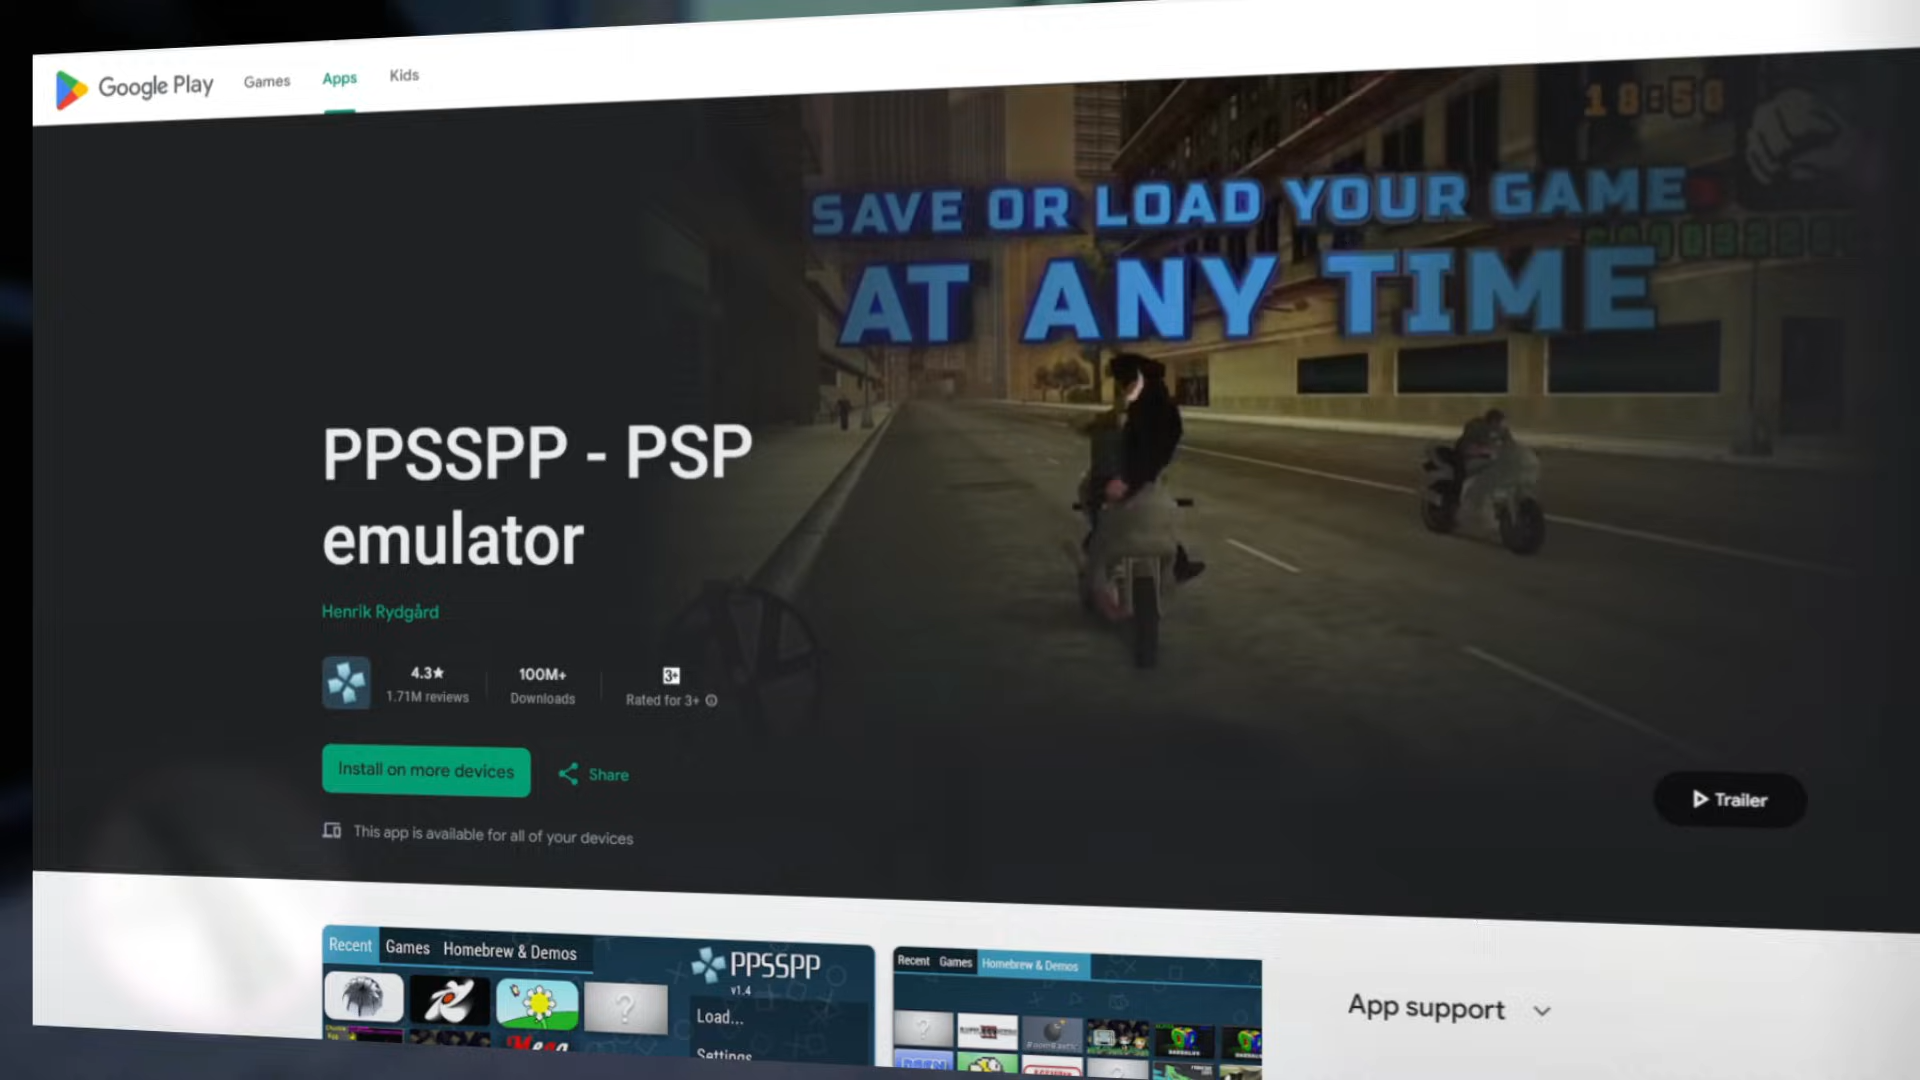 Google Play
Games
Apps
Kids
18:58
SAVE OR LOAD YOUR GAME
AT ANY TIME
PPSSPP - PSP
emulator
Henrik Rydgård
4.3★
1.71M reviews
100M+
Downloads
3+
Rated for 3+
Install on more devices
Share
This app is available for all of your devices
Trailer
Recent Games Homebrew & Demos
PPSSPP
v1.4
Load...
Settings
Recent Games Homebrew & Demos
App support